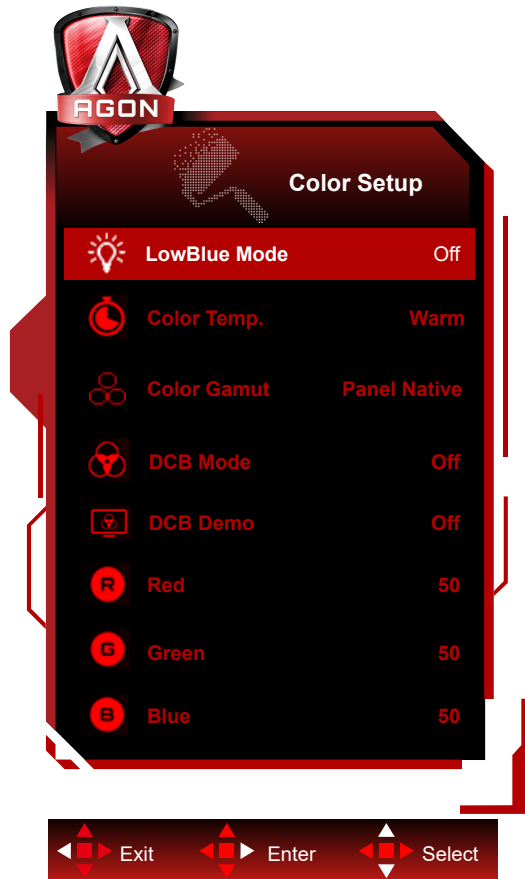 AGON
Color Setup
LowBlue Mode Off
Color Temp. Warm
Color Gamut Panel Native
DCB Mode Off
DCB Demo Off
R Red 50
G Green 50
B Blue 50
Exit Enter Select